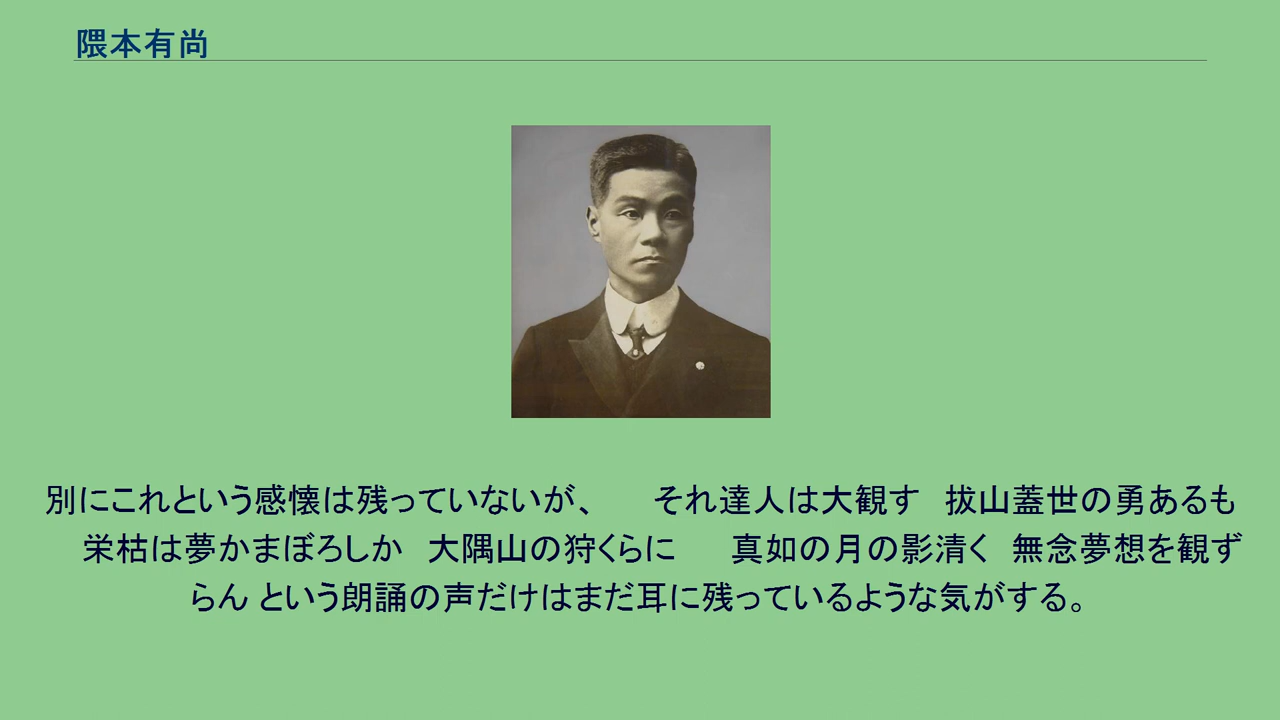 隈本有尚
別にこれという感懐は残っていないが、　　それ達人は大観す　抜山蓋世の勇あるも
栄枯は夢かまぼろしか　大隅山の狩くらに　　真如の月の影清く　無念夢想を観ず
らん という朗誦の声だけはまだ耳に残っているような気がする。